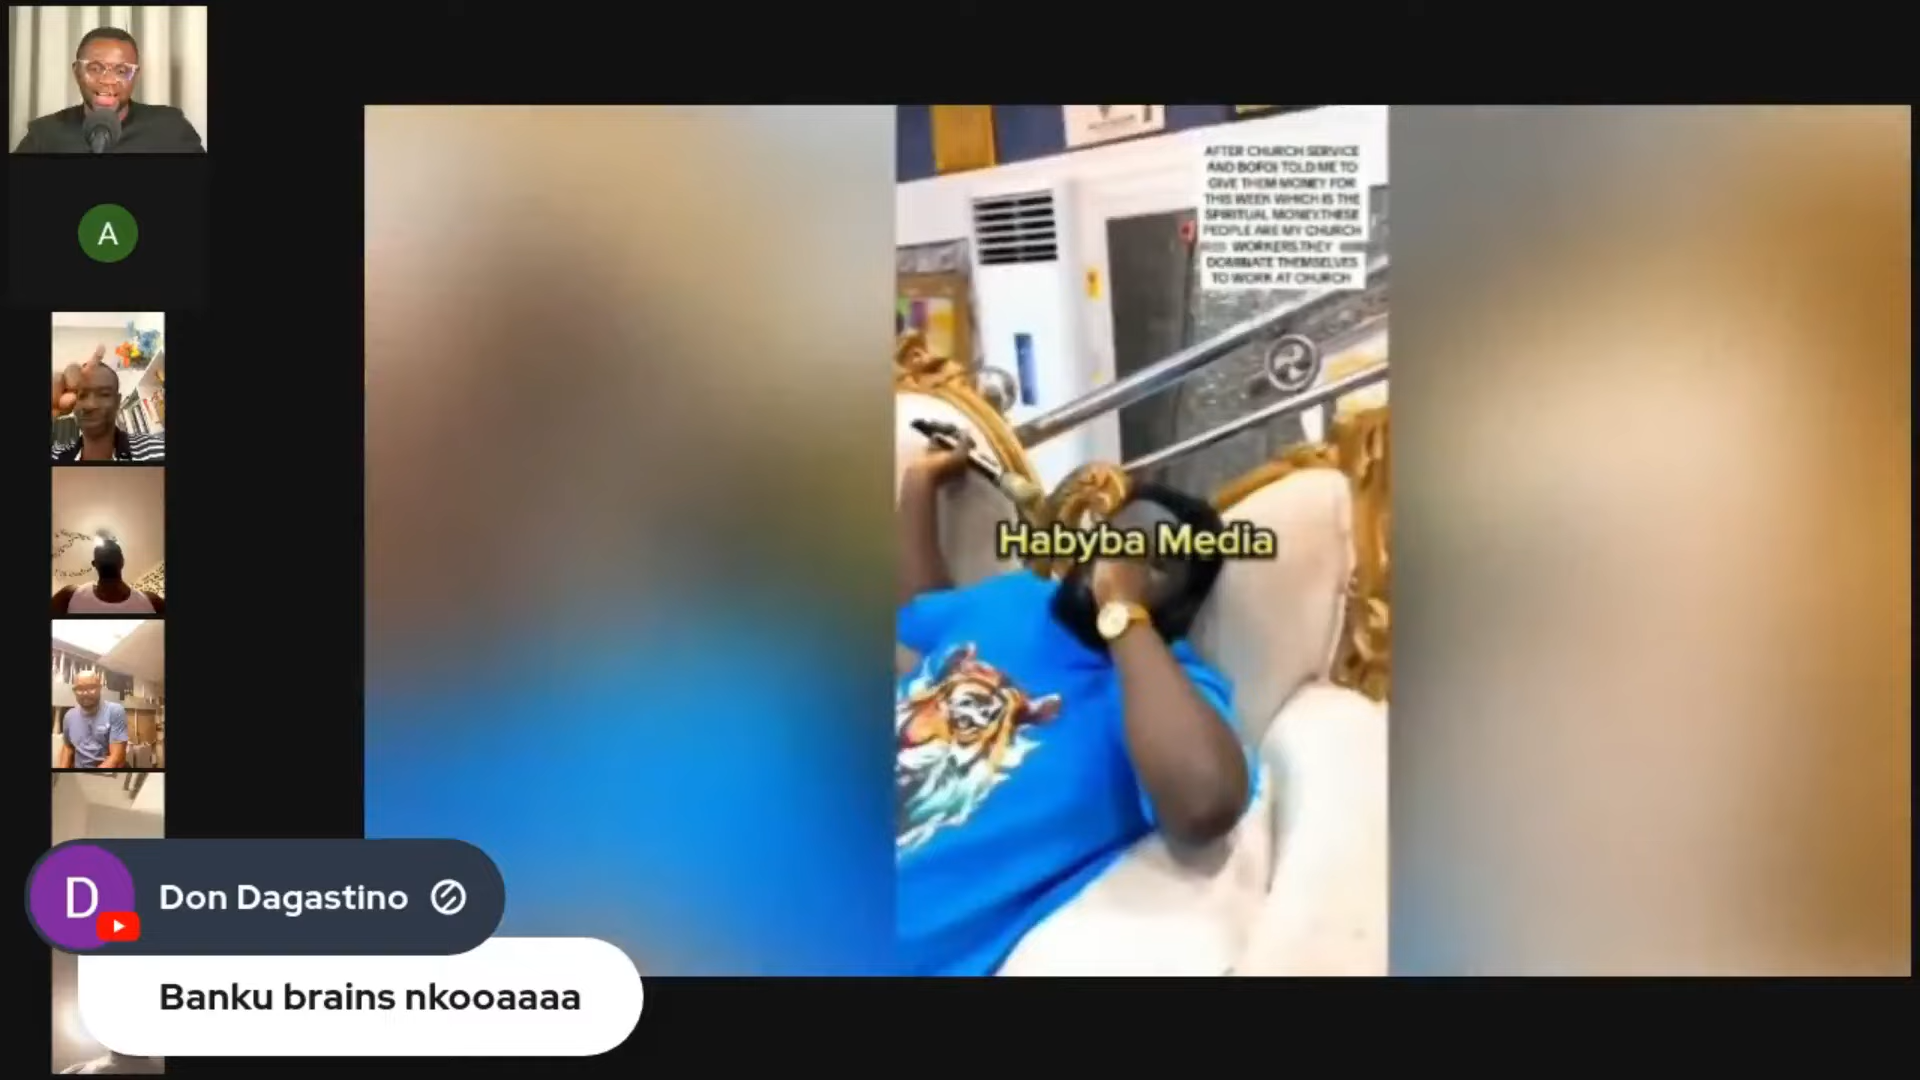 A
AFTER CHURCH SERVICE
AND BOFOI TOLD ME TO
GIVE THEM MONEY FOR
THIS WEEK WHICH IS THE
SPIRITUAL MONEY.THESE
PEOPLE ARE MY CHURCH
WORKERS.THEY
DOMINATE THEMSELVES
TO WORK AT CHURCH
Habyba Media
D
Don Dagastino
Banku brains nkooaaaa